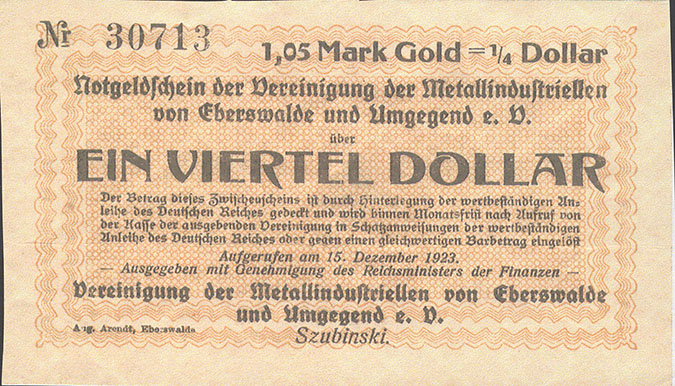 Nr 30713
1,05 Mark Gold = 1/4 Dollar
Notgeldschein der Vereinigung der Metallindustriellen
von Eberswalde und Umgegend e. V.
über
EIN VIERTEL DOLLAR
Der Betrag dieses Zwischenscheins ist durch Hinterlegung der wertbeständigen An-
leihe des Deutschen Reiches gedeckt und wird binnen Monatsfrist nach Aufruf von
der Kasse der ausgebenden Vereinigung in Schatzanweisungen der wertbeständigen
Anleihe des Deutschen Reiches oder gegen einen gleichwertigen Barbetrag eingelöst
Aufgerufen am 15. Dezember 1923.
— Ausgegeben mit Genehmigung des Reichsministers der Finanzen —
Vereinigung der Metallindustriellen von Eberswalde
und Umgegend e. V.
Aug. Arendt, Eberswalde
Szubinski.